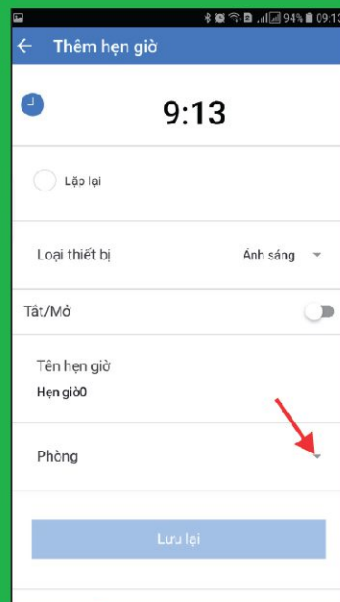 94% 09:13
Thêm hẹn giờ
9:13
Lặp lại
Loại thiết bị Ánh sáng
Tắt/Mở
Tên hẹn giờ
Hẹn giờ0
Phòng
Lưu lại